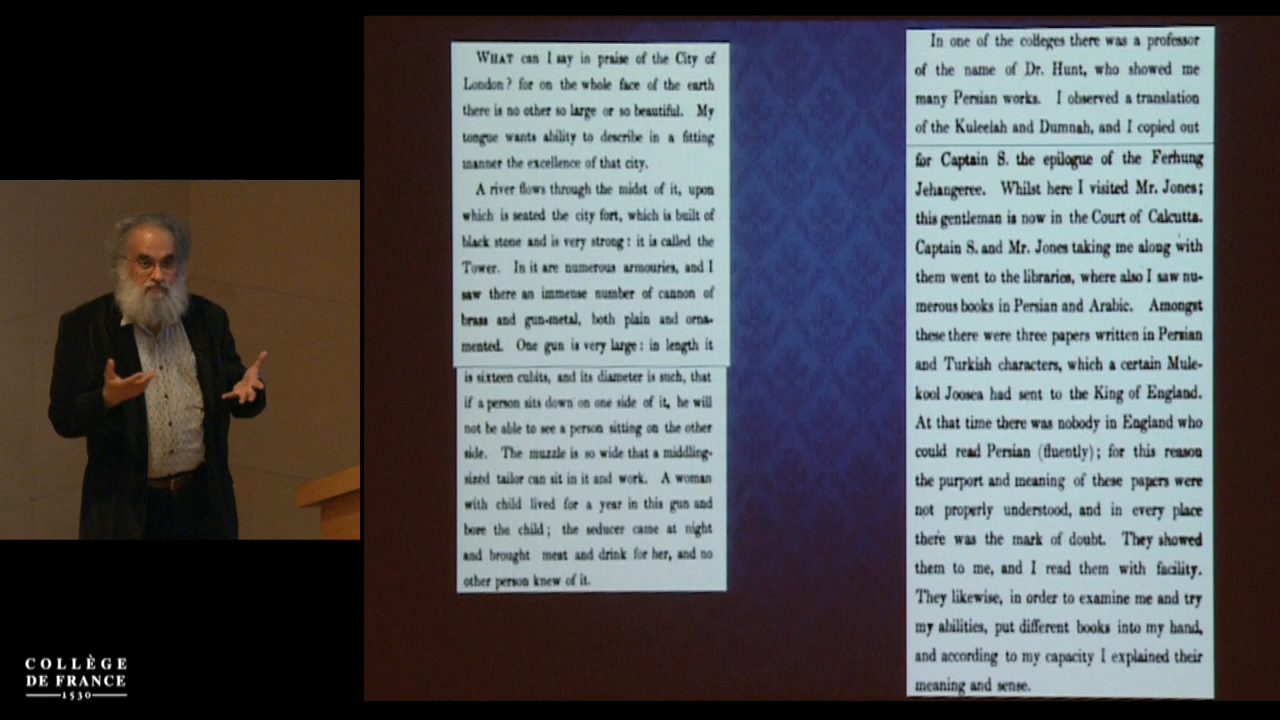 WHAT can I say in praise of the City of
London? for on the whole face of the earth
there is no other so large or so beautiful. My
tongue wants ability to describe in a fitting
manner the excellence of that city.
A river flows through the midst of it, upon
which is seated the city fort, which is built of
black stone and is very strong: it is called the
Tower. In it are numerous armouries, and I
saw there an immense number of cannon of
brass and gun-metal, both plain and orna-
mented. One gun is very large: in length it
is sixteen cubits, and its diameter is such, that
if a person sits down on one side of it, he will
not be able to see a person sitting on the other
side. The muzzle is so wide that a middling-
sized tailor can sit in it and work. A woman
with child lived for a year in this gun and
bore the child; the seducer came at night
and brought meat and drink for her, and no
other person knew of it.
In one of the colleges there was a professor
of the name of Dr. Hunt, who showed me
many Persian works. I observed a translation
of the Kuleelah and Dumnah, and I copied out
for Captain S. the epilogue of the Ferhung
Jehangeree. Whilst here I visited Mr. Jones;
this gentleman is now in the Court of Calcutta.
Captain S. and Mr. Jones taking me along with
them went to the libraries, where also I saw nu-
merous books in Persian and Arabic. Amongst
these there were three papers written in Persian
and Turkish characters, which a certain Mule-
kool Joosea had sent to the King of England.
At that time there was nobody in England who
could read Persian (fluently); for this reason
the purport and meaning of these papers were
not properly understood, and in every place
there was the mark of doubt. They showed
them to me, and I read them with facility.
They likewise, in order to examine me and try
my abilities, put different books into my hand,
and according to my capacity I explained their
meaning and sense.
COLLÈGE
DE FRANCE
1530